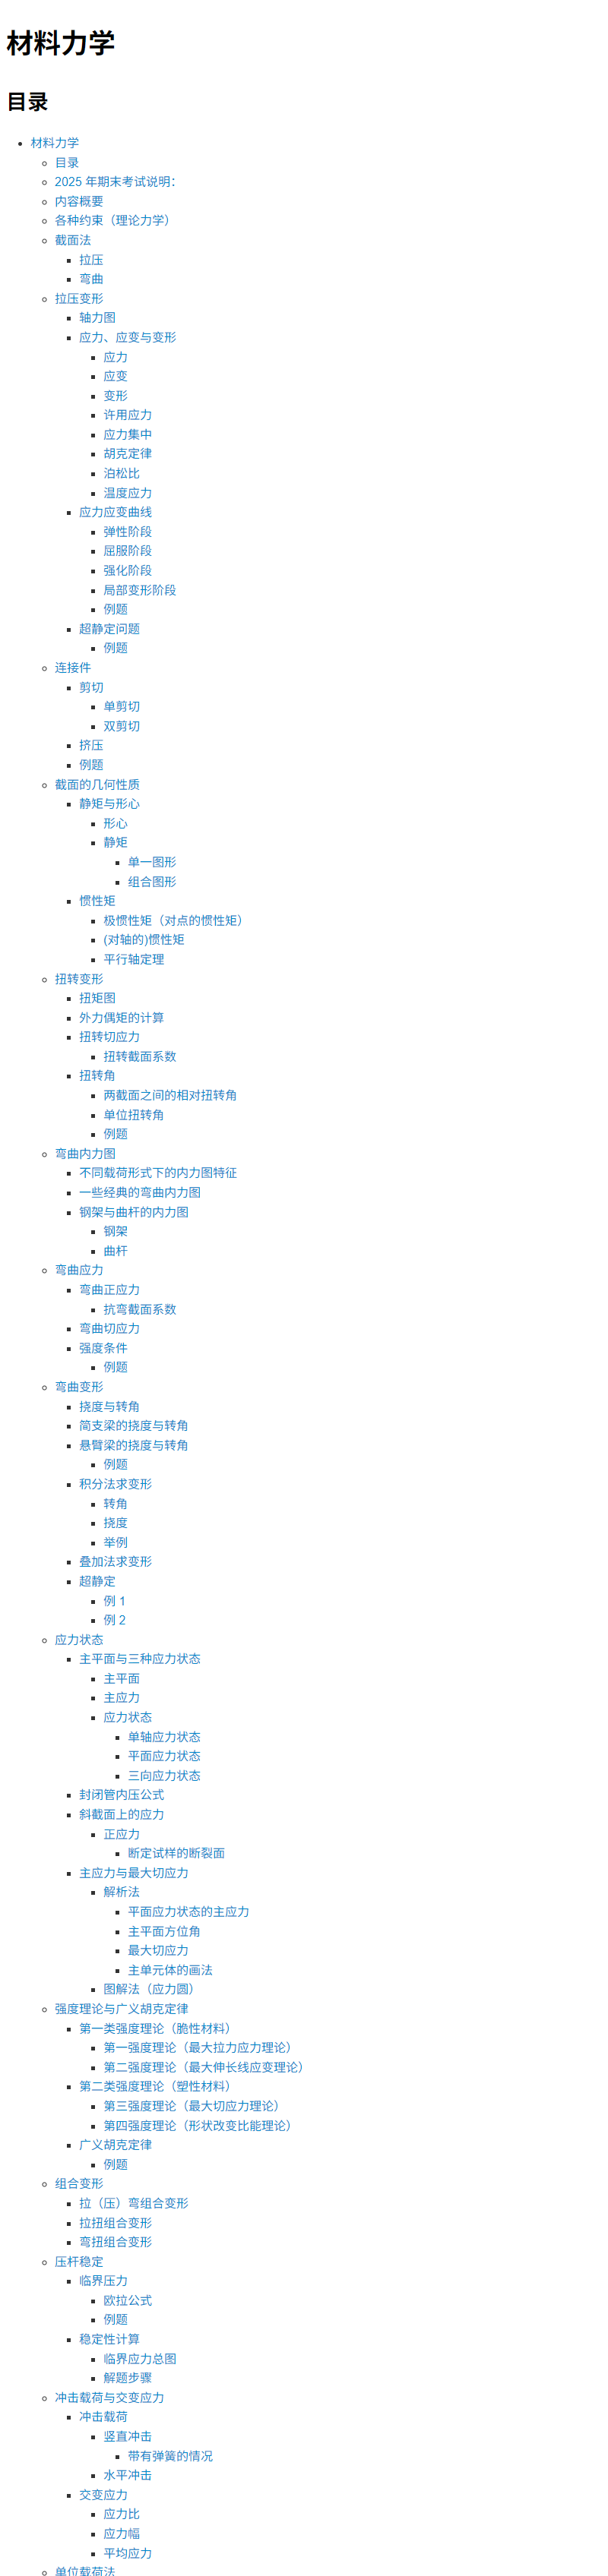 材料力学
目录
材料力学
目录
2025 年期末考试说明：
内容概要
各种约束（理论力学）
截面法
拉压
弯曲
拉压变形
轴力图
应力、应变与变形
应力
应变
变形
许用应力
应力集中
胡克定律
泊松比
温度应力
应力应变曲线
弹性阶段
屈服阶段
强化阶段
局部变形阶段
例题
超静定问题
例题
连接件
剪切
单剪切
双剪切
挤压
例题
截面的几何性质
静矩与形心
形心
静矩
单一图形
组合图形
惯性矩
极惯性矩（对点的惯性矩）
(对轴的)惯性矩
平行轴定理
扭转变形
扭矩图
外力偶矩的计算
扭转切应力
扭转截面系数
扭转角
两截面之间的相对扭转角
单位扭转角
例题
弯曲内力图
不同载荷形式下的内力图特征
一些经典的弯曲内力图
钢架与曲杆的内力图
钢架
曲杆
弯曲应力
弯曲正应力
抗弯截面系数
弯曲切应力
强度条件
例题
弯曲变形
挠度与转角
简支梁的挠度与转角
悬臂梁的挠度与转角
例题
积分法求变形
转角
挠度
举例
叠加法求变形
超静定
例 1
例 2
应力状态
主平面与三种应力状态
主平面
主应力
应力状态
单轴应力状态
平面应力状态
三向应力状态
封闭管内压公式
斜截面上的应力
正应力
断定试样的断裂面
主应力与最大切应力
解析法
平面应力状态的主应力
主平面方位角
最大切应力
主单元体的画法
图解法（应力圆）
强度理论与广义胡克定律
第一类强度理论（脆性材料）
第一强度理论（最大拉力应力理论）
第二强度理论（最大伸长线应变理论）
第二类强度理论（塑性材料）
第三强度理论（最大切应力理论）
第四强度理论（形状改变比能理论）
广义胡克定律
例题
组合变形
拉（压）弯组合变形
拉扭组合变形
弯扭组合变形
压杆稳定
临界压力
欧拉公式
例题
稳定性计算
临界应力总图
解题步骤
冲击载荷与交变应力
冲击载荷
竖直冲击
带有弹簧的情况
水平冲击
交变应力
应力比
应力幅
平均应力
单位载荷法